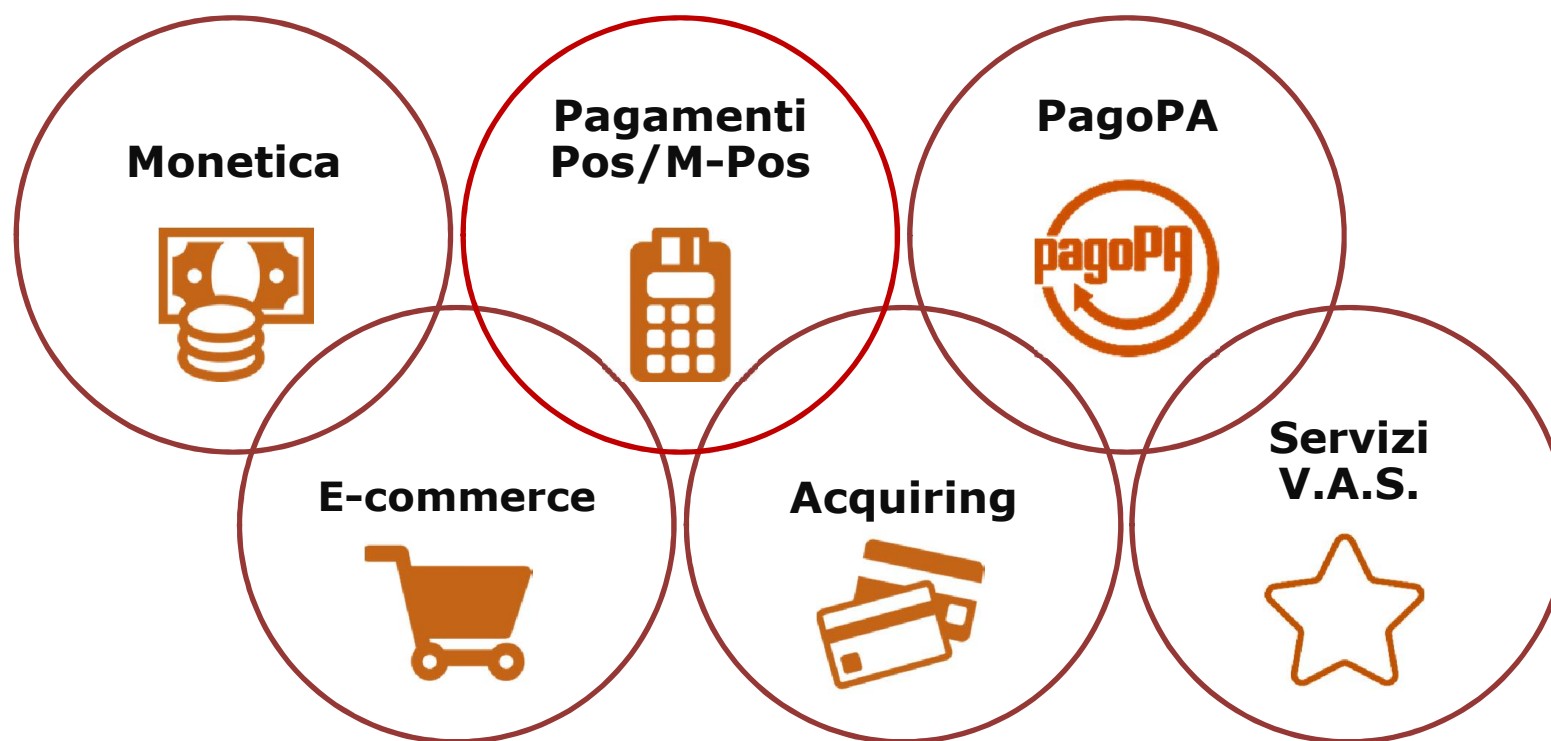 Monetica
Pagamenti
Pos/M-Pos
PagoPA
pagoPA
E-commerce
Acquiring
Servizi
V.A.S.